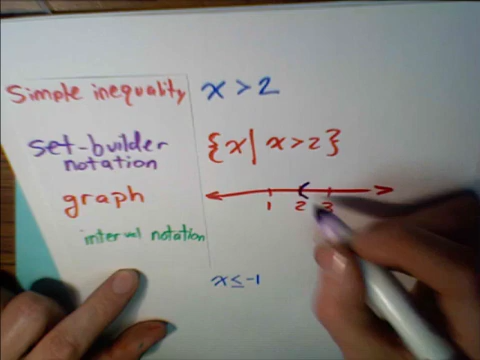 Simple inequality x > 2
set-builder notation {x | x > 2}
graph
1 2 3
interval notation
x ≤ -1